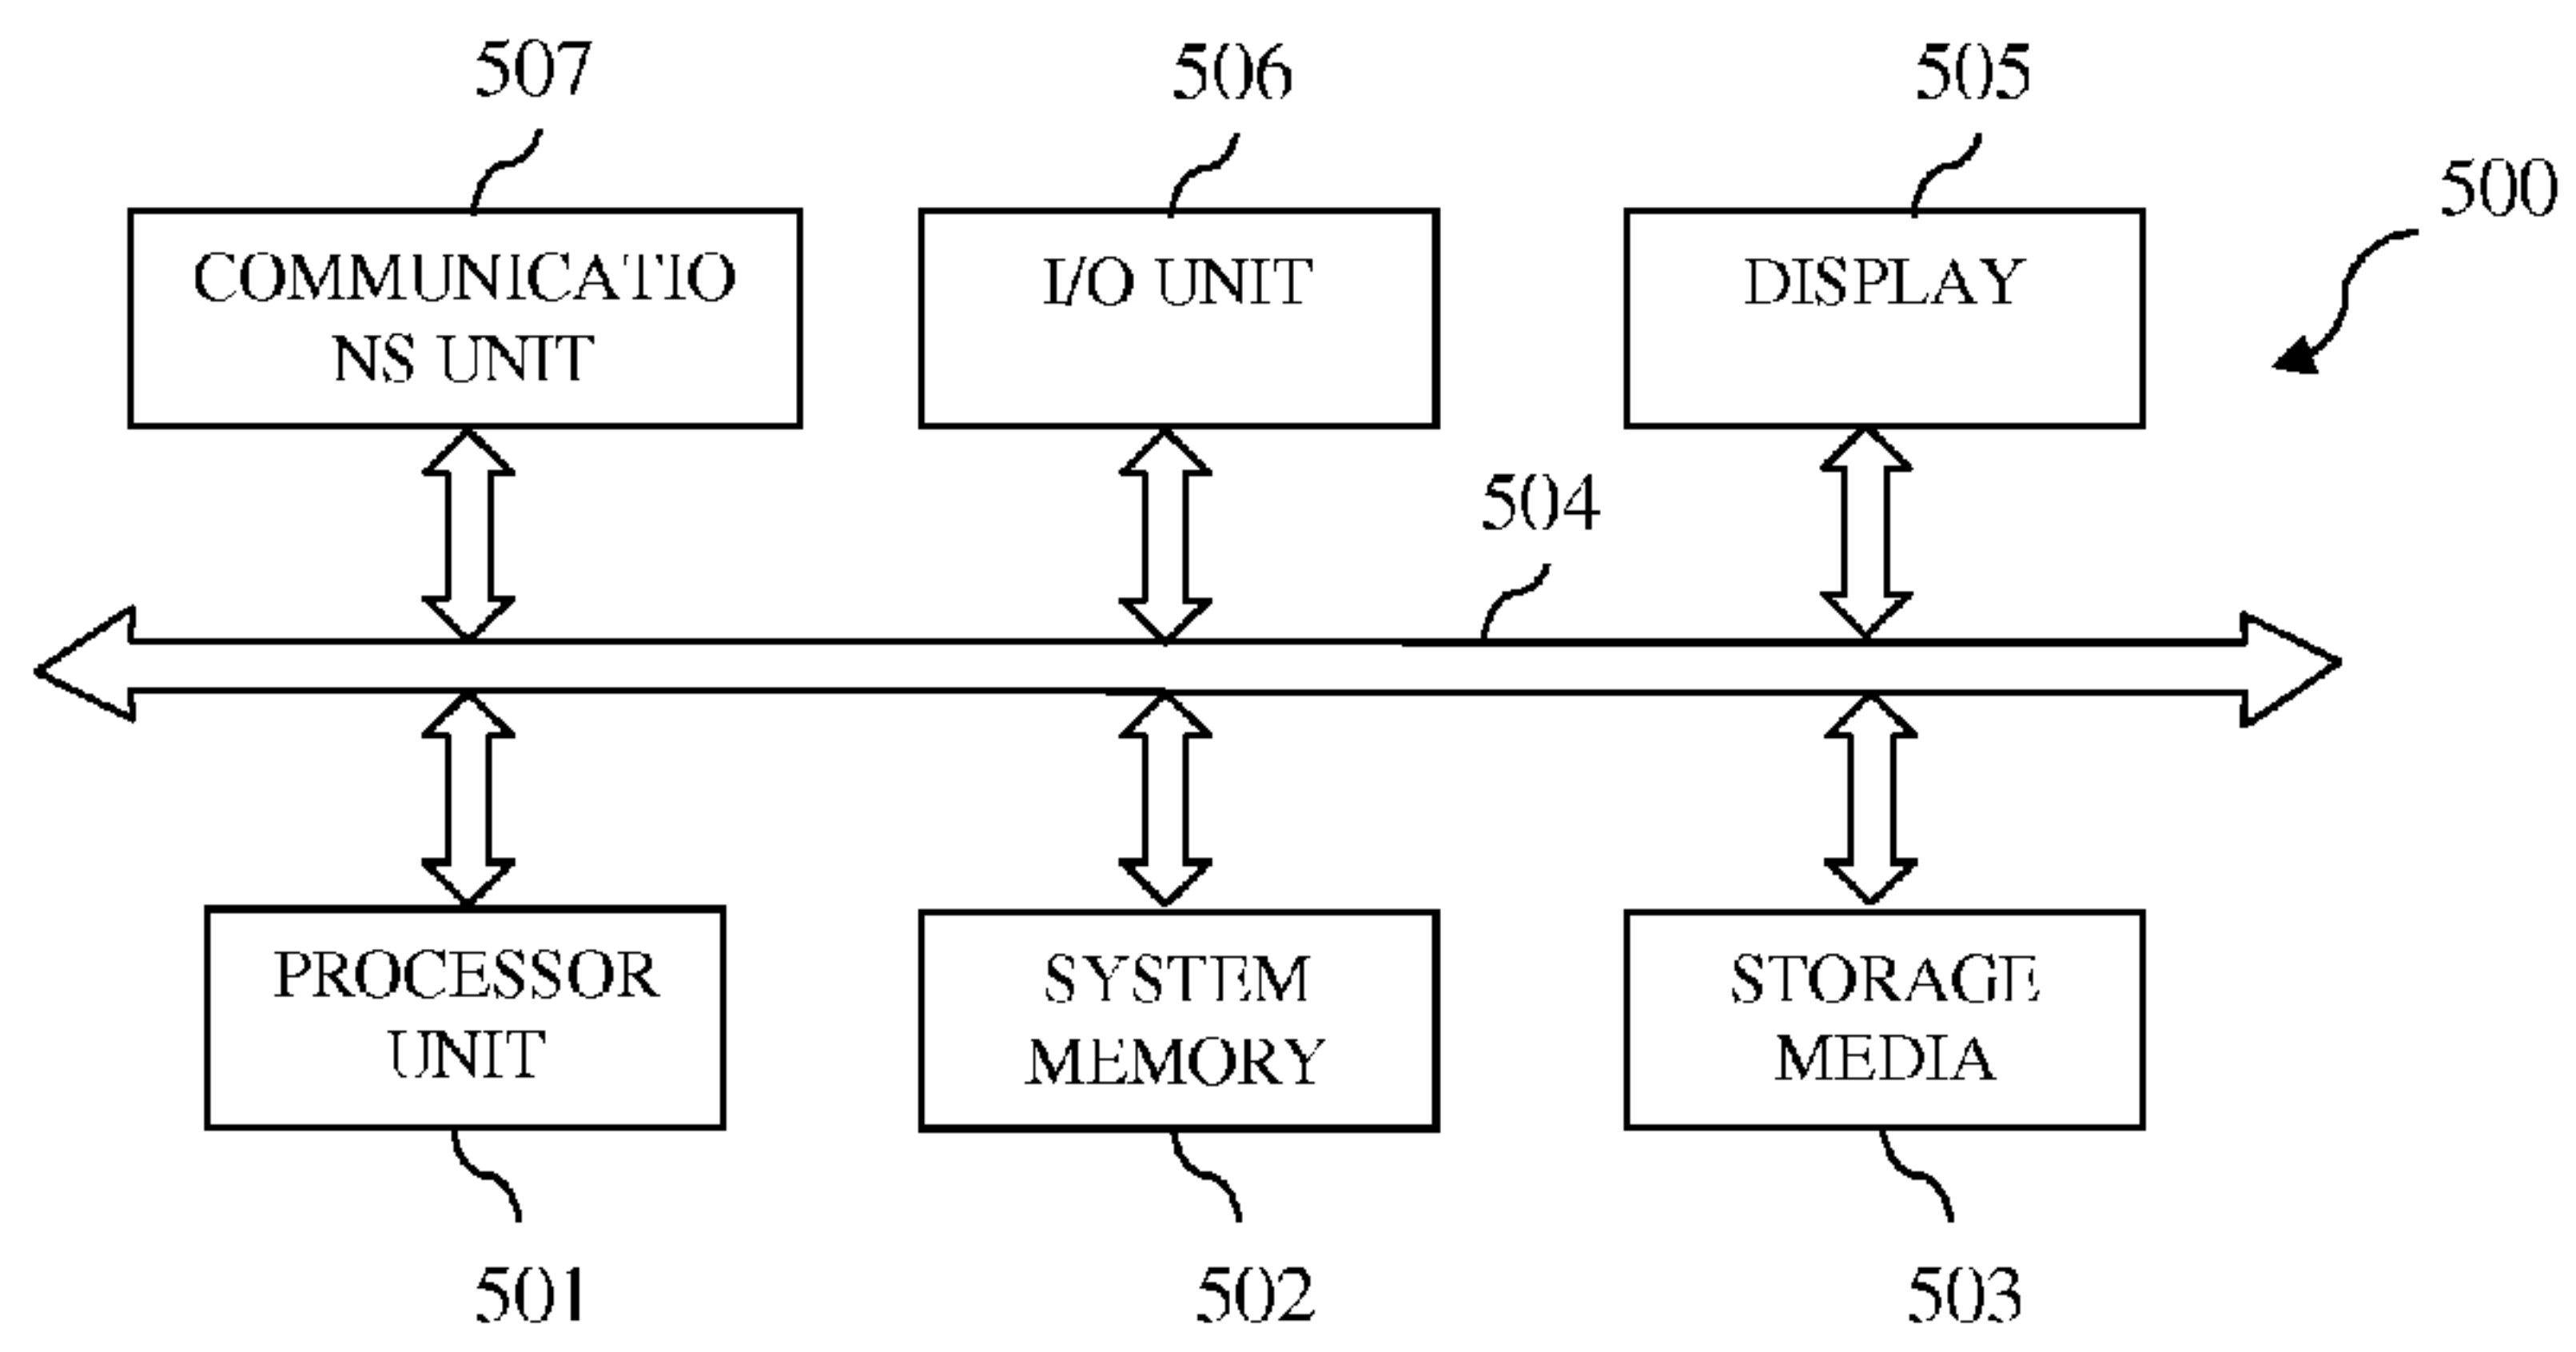 507
506
505
500
COMMUNICATIO
NS UNIT
I/O UNIT
DISPLAY
504
PROCESSOR
UNIT
SYSTEM
MEMORY
STORAGE
MEDIA
501
502
503